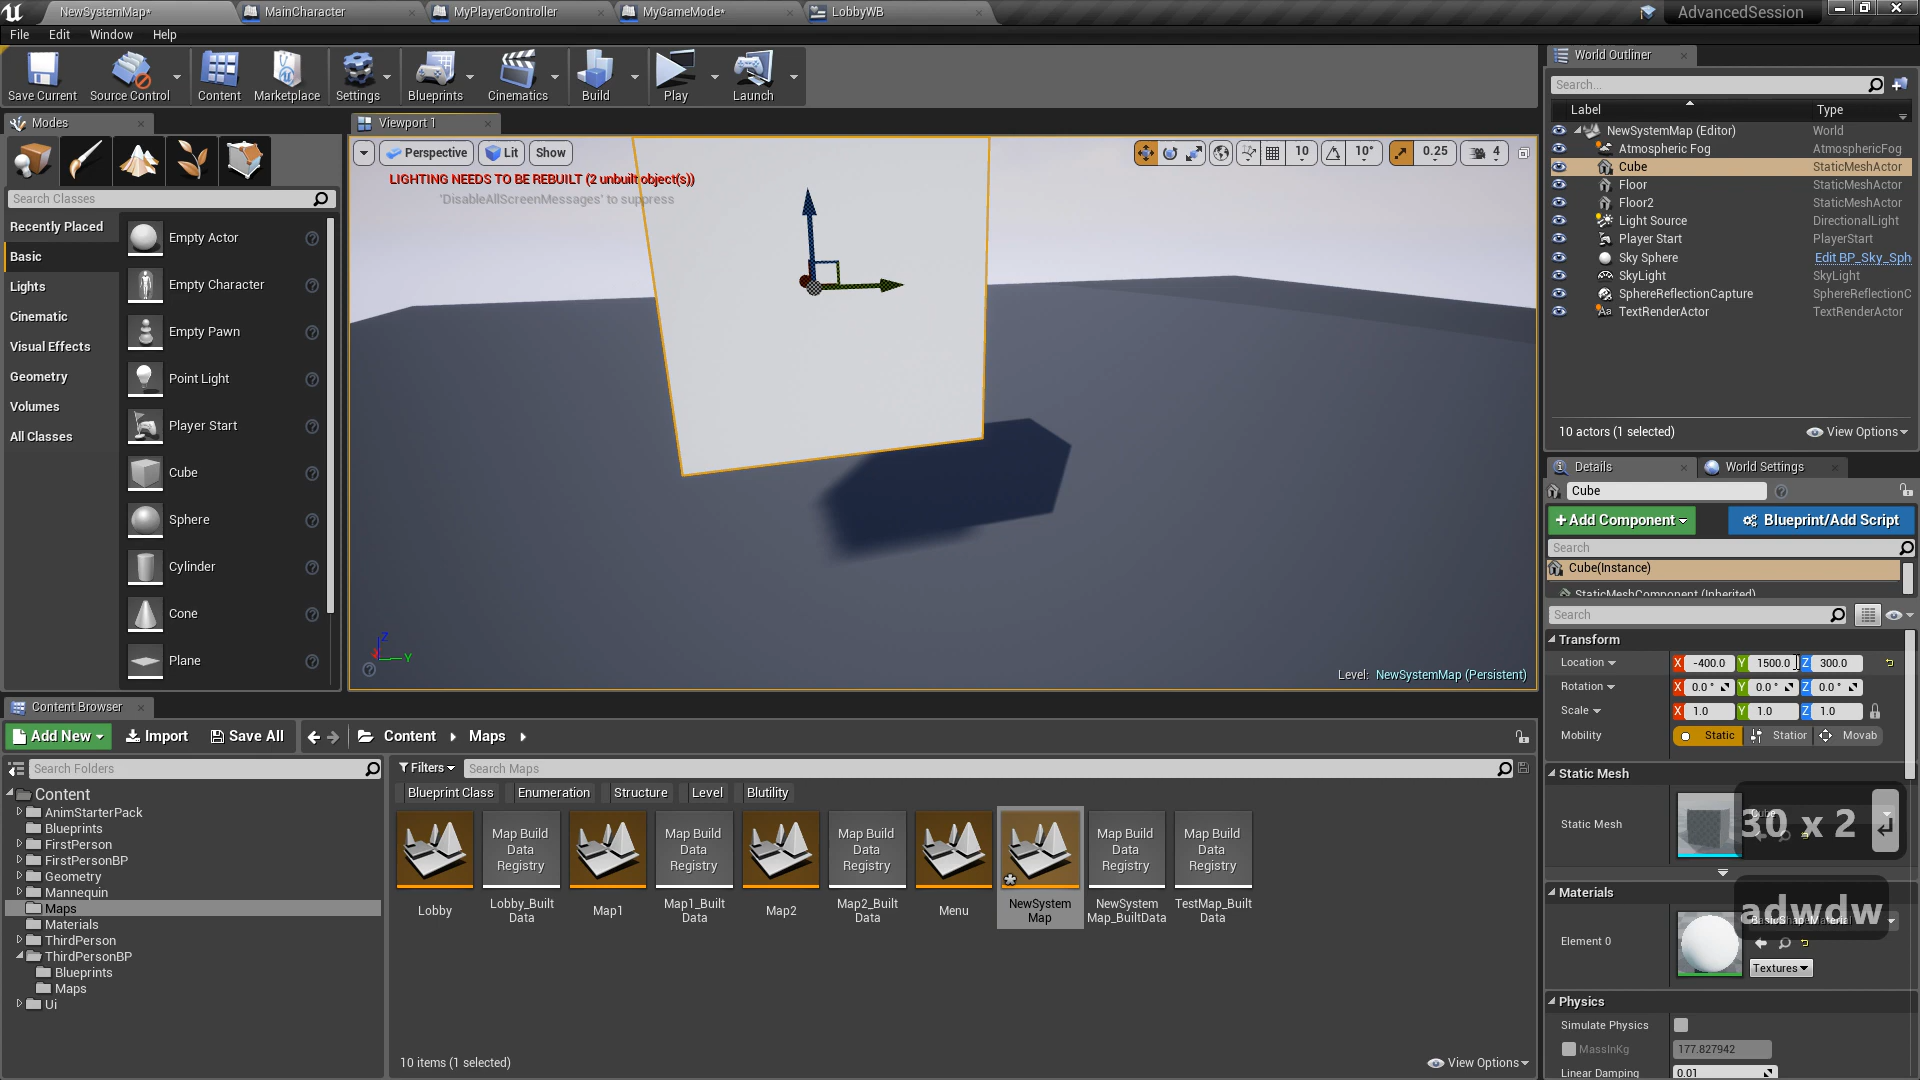 NewSystemMap*
MainCharacter
MyPlayerController
MyGameMode*
LobbyWB
AdvancedSession
File Edit Window Help
Save Current
Source Control
Content
Marketplace
Settings
Blueprints
Cinematics
Build
Play
Launch
Modes
Search Classes
Recently Placed
Basic
Lights
Cinematic
Visual Effects
Geometry
Volumes
All Classes
Empty Actor
Empty Character
Empty Pawn
Point Light
Player Start
Cube
Sphere
Cylinder
Cone
Plane
Viewport 1
Perspective Lit Show
10 10° 0.25 4
LIGHTING NEEDS TO BE REBUILT (2 unbuilt object(s))
'DisableAllScreenMessages' to suppress
Z
Y
Level: NewSystemMap (Persistent)
World Outliner
Search...
Label Type
NewSystemMap (Editor) World
Atmospheric Fog AtmosphericFog
Cube StaticMeshActor
Floor StaticMeshActor
Floor2 StaticMeshActor
Light Source DirectionalLight
Player Start PlayerStart
Sky Sphere Edit BP_Sky_Sph
SkyLight SkyLight
SphereReflectionCapture SphereReflectionC
TextRenderActor TextRenderActor
10 actors (1 selected) View Options
Details World Settings
Cube
+Add Component Blueprint/Add Script
Search
Cube(Instance)
StaticMeshComponent (Inherited)
Search
Transform
Location X -400.0 Y 1500.0 Z 300.0
Rotation X 0.0° Y 0.0° Z 0.0°
Scale X 1.0 Y 1.0 Z 1.0
Mobility Static Station Movab
Static Mesh
Static Mesh
Cube
30 x 2
Materials
adwdw
BasicShapeMaterial
Element 0
Textures
Physics
Simulate Physics
MassInKg 177.827942
Linear Damping 0.01
Content Browser
Add New Import Save All Content Maps
Search Folders
Content
AnimStarterPack
Blueprints
FirstPerson
FirstPersonBP
Geometry
Mannequin
Maps
Materials
ThirdPerson
ThirdPersonBP
Blueprints
Maps
Ui
Filters Search Maps
Blueprint Class Enumeration Structure Level Blutility
Map Build
Data
Registry
Map Build
Data
Registry
Map Build
Data
Registry
Map Build
Data
Registry
Map Build
Data
Registry
Lobby
Lobby_Built
Data
Map1
Map1_Built
Data
Map2
Map2_Built
Data
Menu
NewSystem
Map
NewSystem
Map_BuiltData
TestMap_Built
Data
10 items (1 selected) View Options